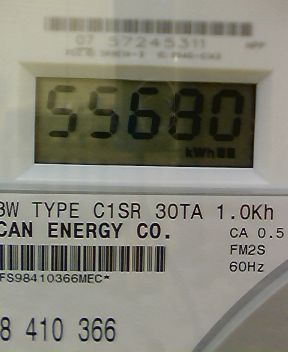 07 57245311
55680
kWh
3W TYPE C1SR 30TA 1.0Kh
CAN ENERGY CO. CA 0.5
FM2S
60Hz
FS98410366MEC*
8 410 366